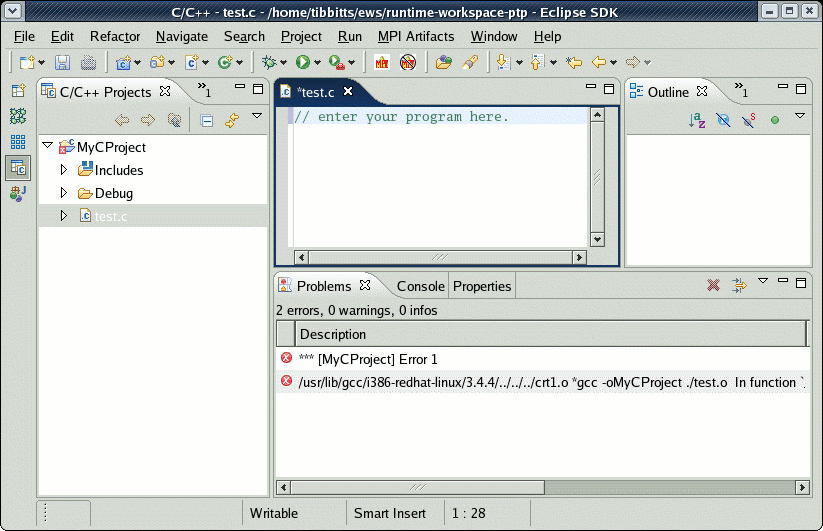 C/C++ - test.c - /home/tibbitts/ews/runtime-workspace-ptp - Eclipse SDK
File Edit Refactor Navigate Search Project Run MPI Artifacts Window Help
C/C++ Projects
»1
MyCProject
Includes
Debug
test.c
*test.c
// enter your program here.
Outline
»1
Problems Console Properties
2 errors, 0 warnings, 0 infos
Description
*** [MyCProject] Error 1
/usr/lib/gcc/i386-redhat-linux/3.4.4/../../../crt1.o *gcc -oMyCProject ./test.o In function `
Writable Smart Insert 1 : 28